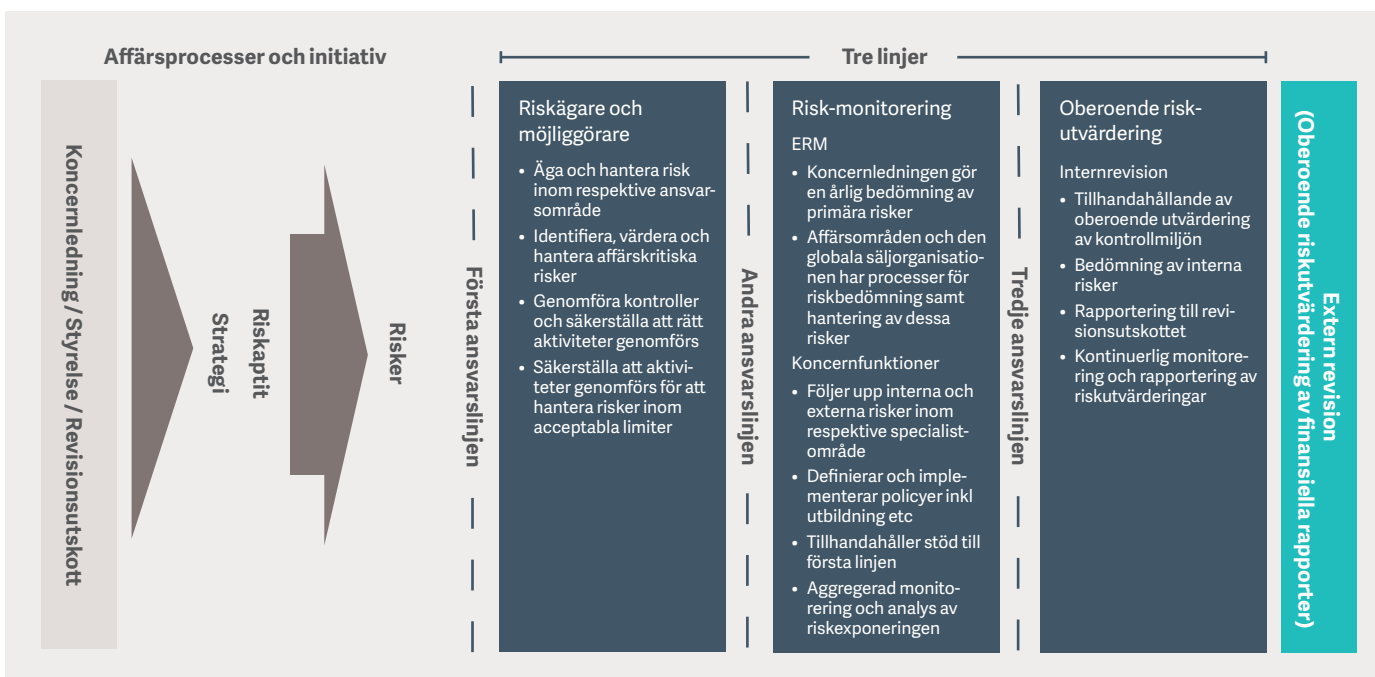 Affärsprocesser och initiativ
Tre linjer
Koncernledning / Styrelse / Revisionsutskott
Strategi
Riskaptit
Risker
Första ansvarslinjen
Riskägare och
möjliggörare
• Äga och hantera risk
inom respektive ansvar-
sområde
• Identifiera, värdera och
hantera affärskritiska
risker
• Genomföra kontroller
och säkerställa att rätt
aktiviteter genomförs
• Säkerställa att aktivi-
teter genomförs för att
hantera risker inom
acceptabla limiter
Andra ansvarslinjen
Risk-monitorering
ERM
• Koncernledningen gör
en årlig bedömning av
primära risker
• Affärsområden och den
globala säljorganisatio-
nen har processer för
riskbedömning samt
hantering av dessa
risker
Koncernfunktioner
• Följer upp interna och
externa risker inom
respektive specialist-
område
• Definierar och imple-
menterar policyer inkl
utbildning etc
• Tillhandahåller stöd till
första linjen
• Aggregerad monito-
rering och analys av
riskexponeringen
Tredje ansvarslinjen
Oberoende risk-
utvärdering
Internrevision
• Tillhandahållande av
oberoende utvärdering
av kontrollmiljön
• Bedömning av interna
risker
• Rapportering till revi-
sionsutskottet
• Kontinuerlig monitore-
ring och rapportering av
riskutvärderingar
Extern revision
(Oberoende riskutvärdering av finansiella rapporter)